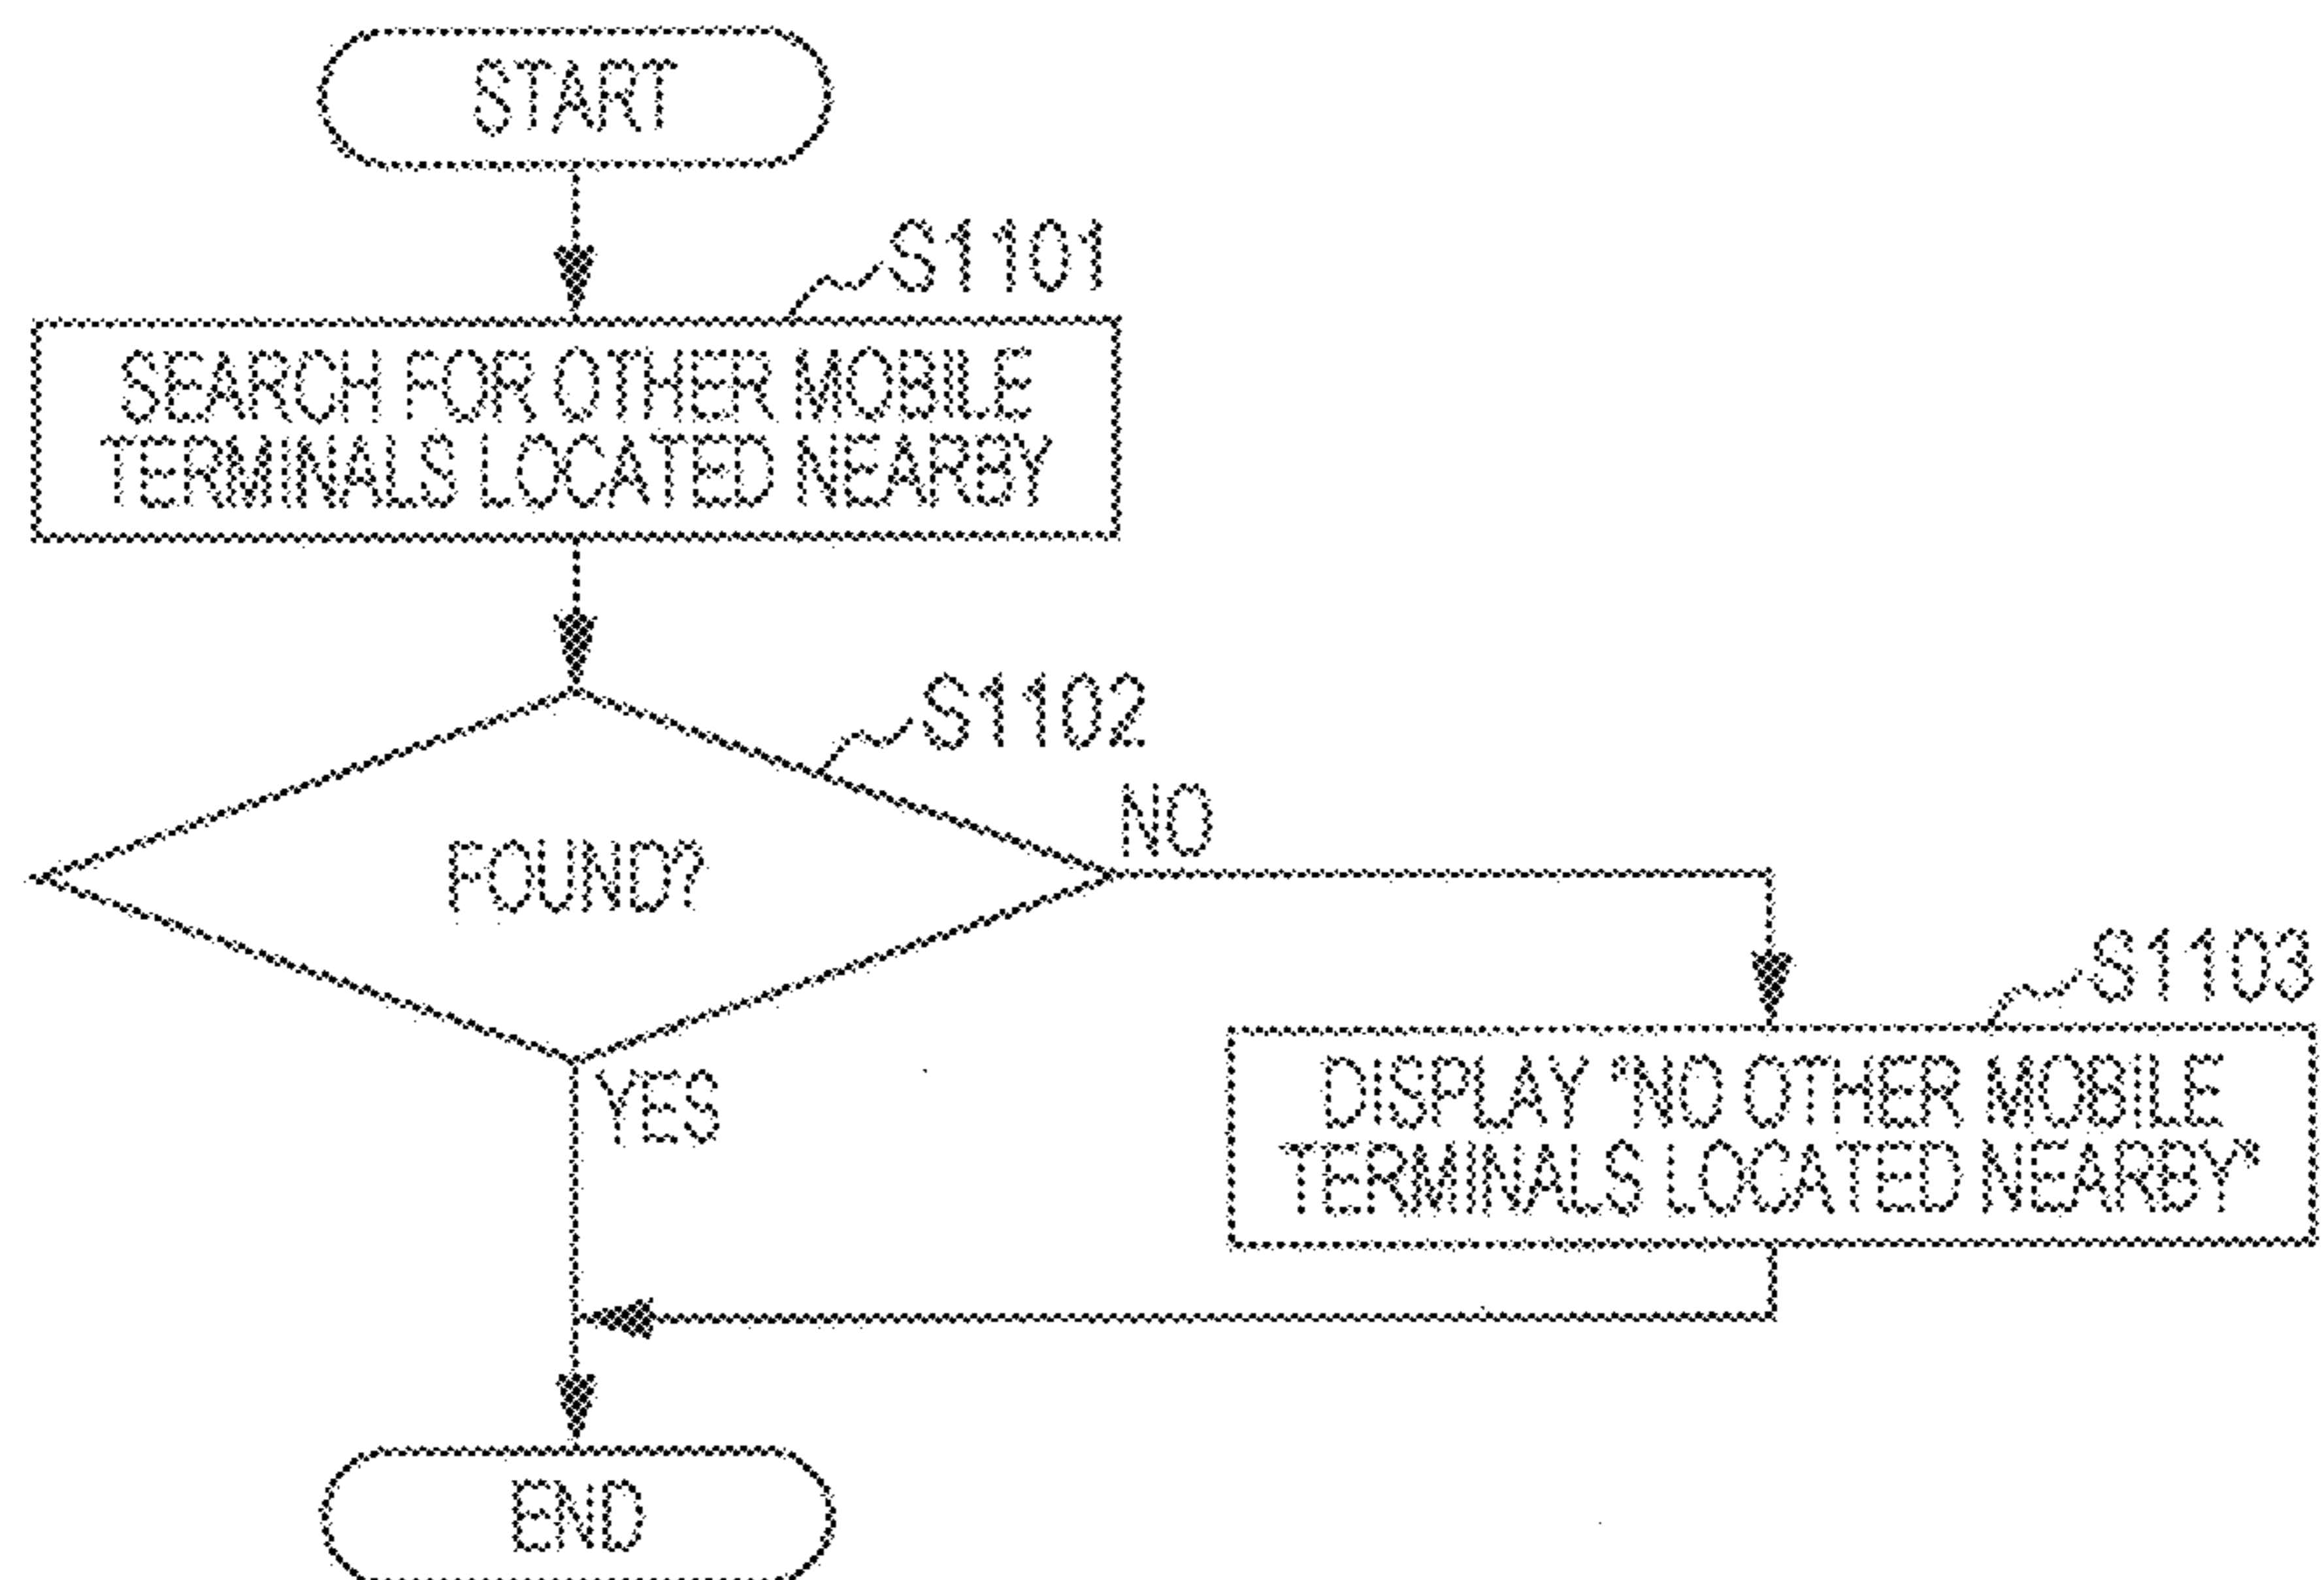 START
S1101
SEARCH FOR OTHER MOBILE
TERMINALS LOCATED NEARBY
S1102
FOUND?
NO
YES
S1103
DISPLAY "NO OTHER MOBILE
TERMINALS LOCATED NEARBY"
END